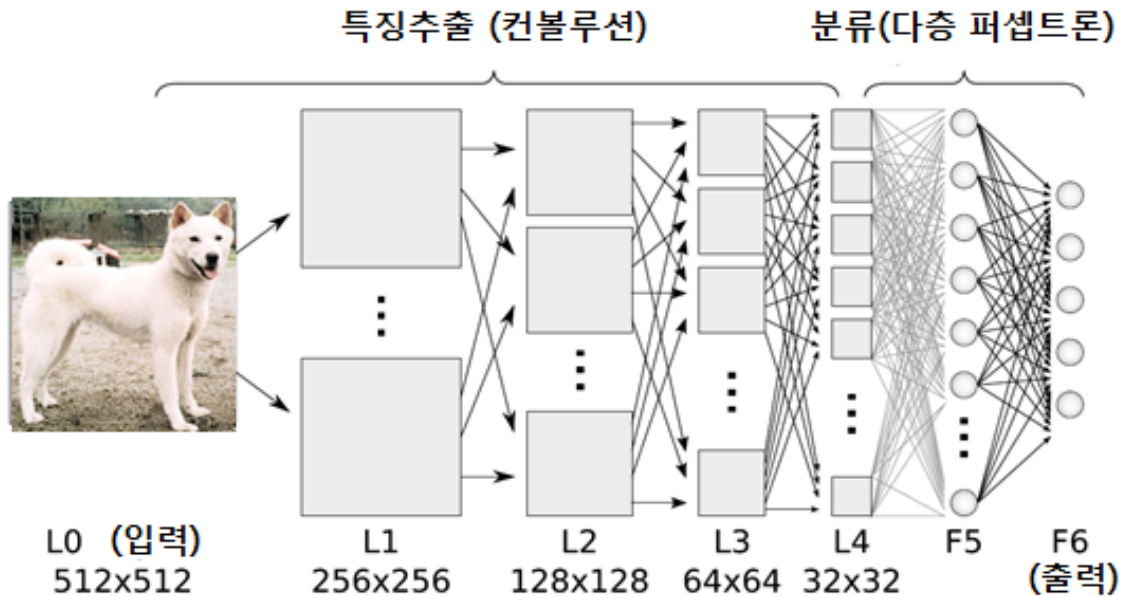 특징추출 (컨볼루션)
분류(다층 퍼셉트론)
L0 (입력)
512x512
L1
256x256
L2
128x128
L3
64x64
L4
32x32
F5
F6
(출력)